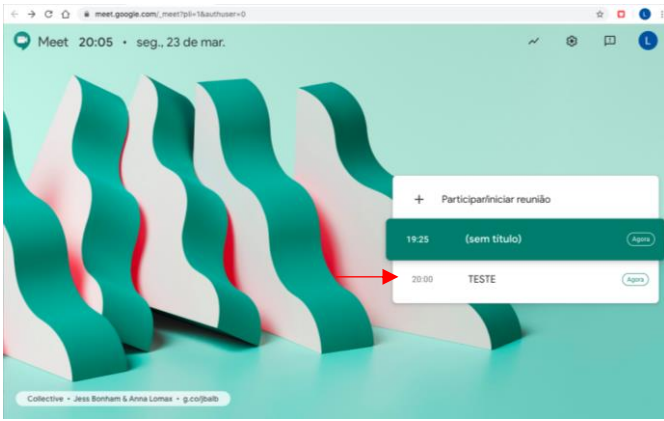 meet.google.com/_meet?pli=1&authuser=0
Meet 20:05 • seg., 23 de mar.
L
Participar/iniciar reunião
19:25 (sem título) Agora
20:00 TESTE Agora
Collective • Jess Bonham & Anna Lomax • g.co/jbalb